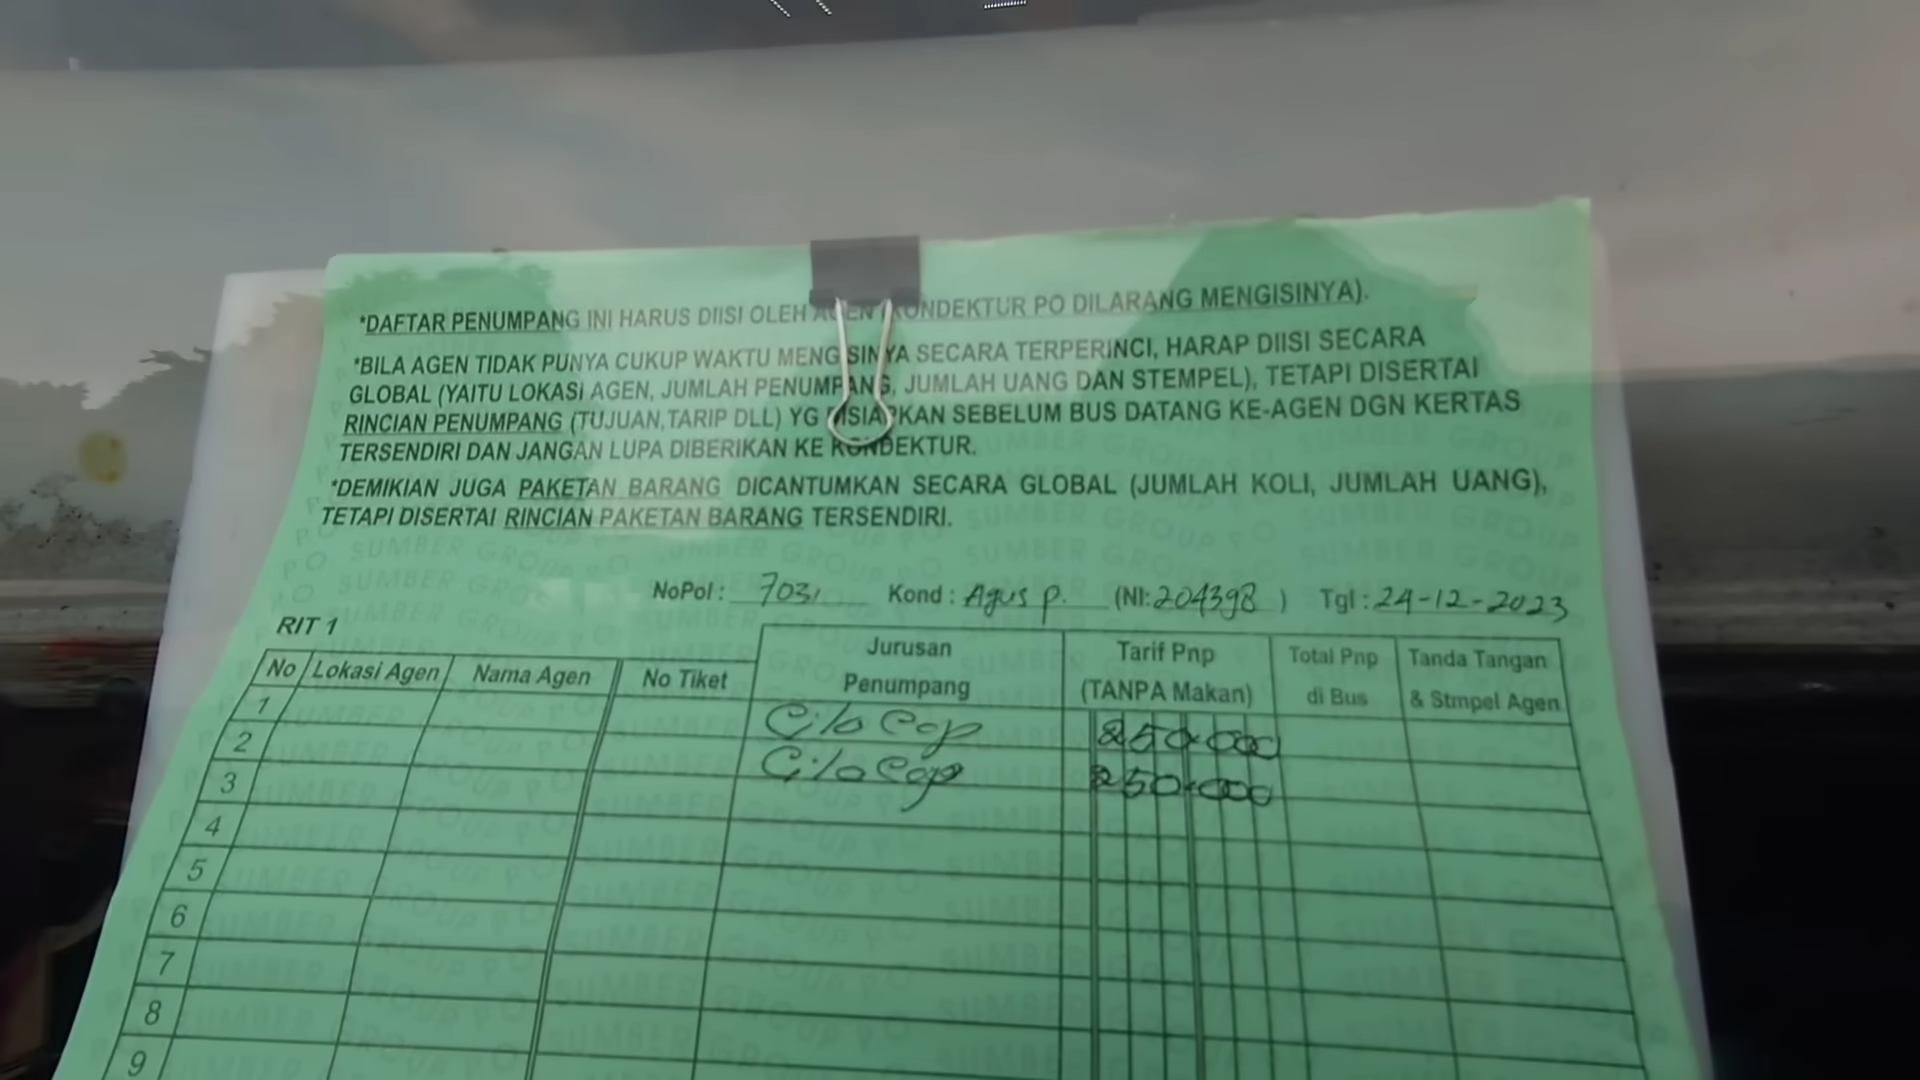 *DAFTAR PENUMPANG INI HARUS DIISI OLEH AGEN (KONDEKTUR PO DILARANG MENGISINYA).
*BILA AGEN TIDAK PUNYA CUKUP WAKTU MENGISINYA SECARA TERPERINCI, HARAP DIISI SECARA
GLOBAL (YAITU LOKASI AGEN, JUMLAH PENUMPANG, JUMLAH UANG DAN STEMPEL), TETAPI DISERTAI
RINCIAN PENUMPANG (TUJUAN,TARIP DLL) YG DISIAPKAN SEBELUM BUS DATANG KE-AGEN DGN KERTAS
TERSENDIRI DAN JANGAN LUPA DIBERIKAN KE KONDEKTUR.
*DEMIKIAN JUGA PAKETAN BARANG DICANTUMKAN SECARA GLOBAL (JUMLAH KOLI, JUMLAH UANG),
TETAPI DISERTAI RINCIAN PAKETAN BARANG TERSENDIRI.
NoPol : 7031 Kond : Agus P. (NI: 204398 ) Tgl : 24-12-2023
RIT 1
No Lokasi Agen Nama Agen No Tiket Jurusan Penumpang Tarif Pnp (TANPA Makan) Total Pnp di Bus Tanda Tangan & Stmpel Agen
1 Cilacap 250.000
2 Cilacap 250.000
3
4
5
6
7
8
9
SUMBER GROUP